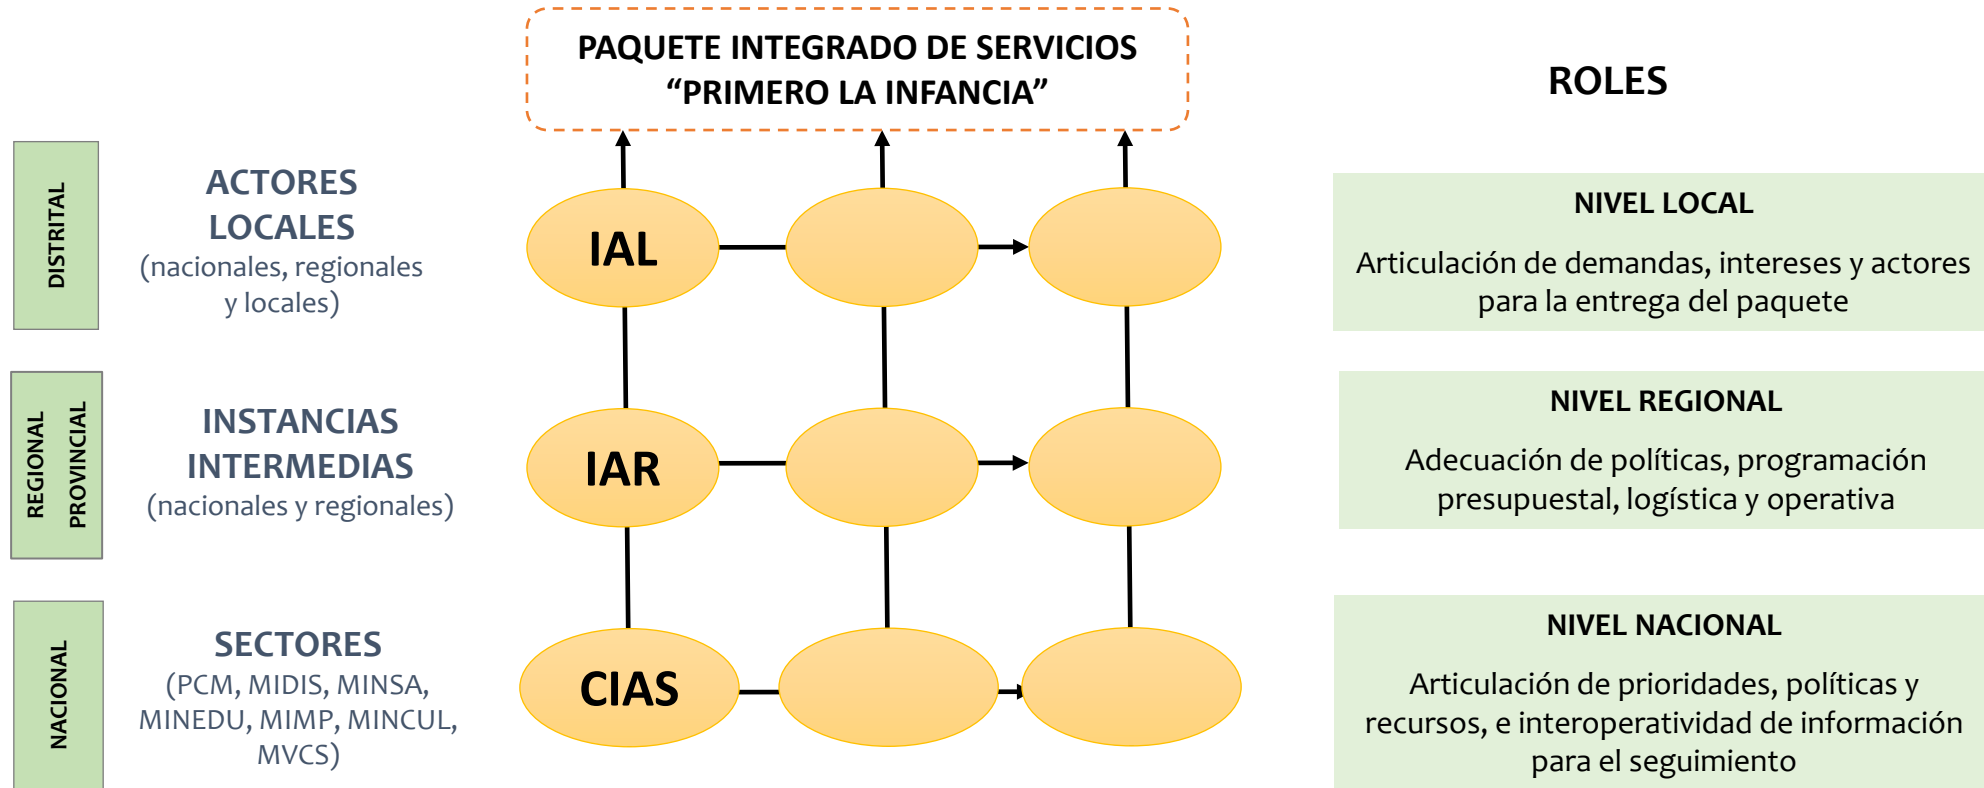 PAQUETE INTEGRADO DE SERVICIOS
“PRIMERO LA INFANCIA”
ROLES
DISTRITAL
ACTORES
LOCALES
(nacionales, regionales
y locales)
IAL
NIVEL LOCAL
Articulación de demandas, intereses y actores
para la entrega del paquete
REGIONAL
PROVINCIAL
INSTANCIAS
INTERMEDIAS
(nacionales y regionales)
IAR
NIVEL REGIONAL
Adecuación de políticas, programación
presupuestal, logística y operativa
NACIONAL
SECTORES
(PCM, MIDIS, MINSA,
MINEDU, MIMP, MINCUL,
MVCS)
CIAS
NIVEL NACIONAL
Articulación de prioridades, políticas y
recursos, e interoperatividad de información
para el seguimiento